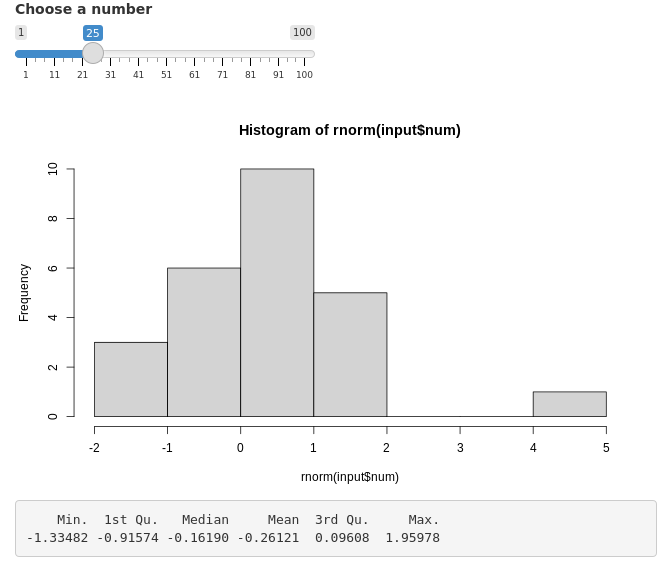 Choose a number
1 25 100
1 11 21 31 41 51 61 71 81 91 100
Histogram of rnorm(input$num)
Frequency
10
8
6
4
2
0
-2 -1 0 1 2 3 4 5
rnorm(input$num)
Min. 1st Qu. Median Mean 3rd Qu. Max.
-1.33482 -0.91574 -0.16190 -0.26121 0.09608 1.95978